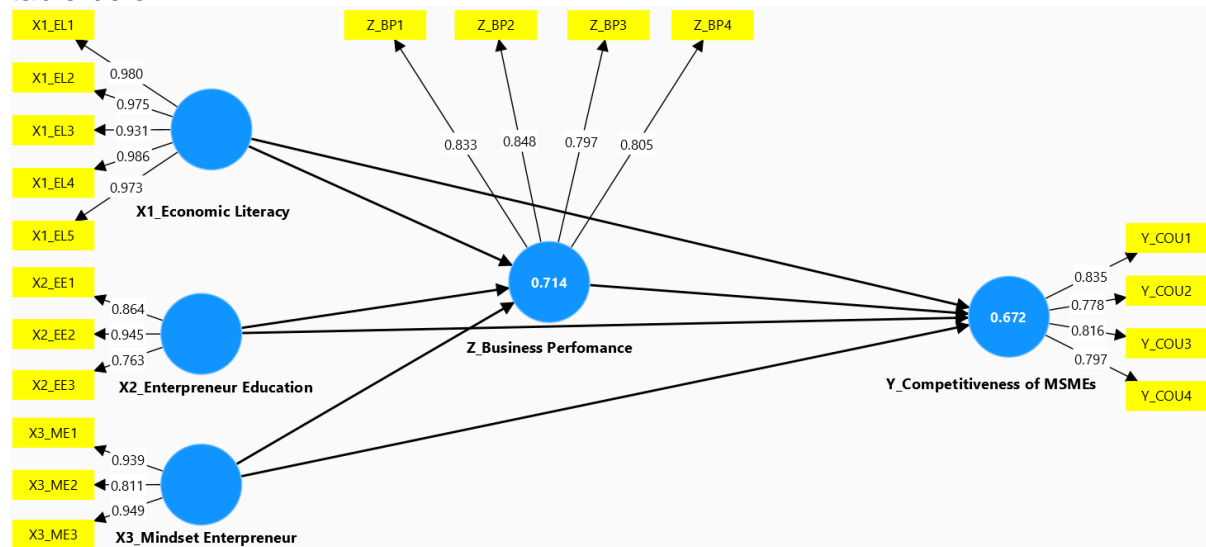 X1_EL1
X1_EL2
X1_EL3
X1_EL4
X1_EL5
0.980
0.975
0.931
0.986
0.973
X1_Economic Literacy
X2_EE1
X2_EE2
X2_EE3
0.864
0.945
0.763
X2_Enterpreneur Education
X3_ME1
X3_ME2
X3_ME3
0.939
0.811
0.949
X3_Mindset Enterpreneur
Z_BP1
Z_BP2
Z_BP3
Z_BP4
0.833
0.848
0.797
0.805
0.714
Z_Business Perfomance
0.672
Y_Competitiveness of MSMEs
Y_COU1
Y_COU2
Y_COU3
Y_COU4
0.835
0.778
0.816
0.797